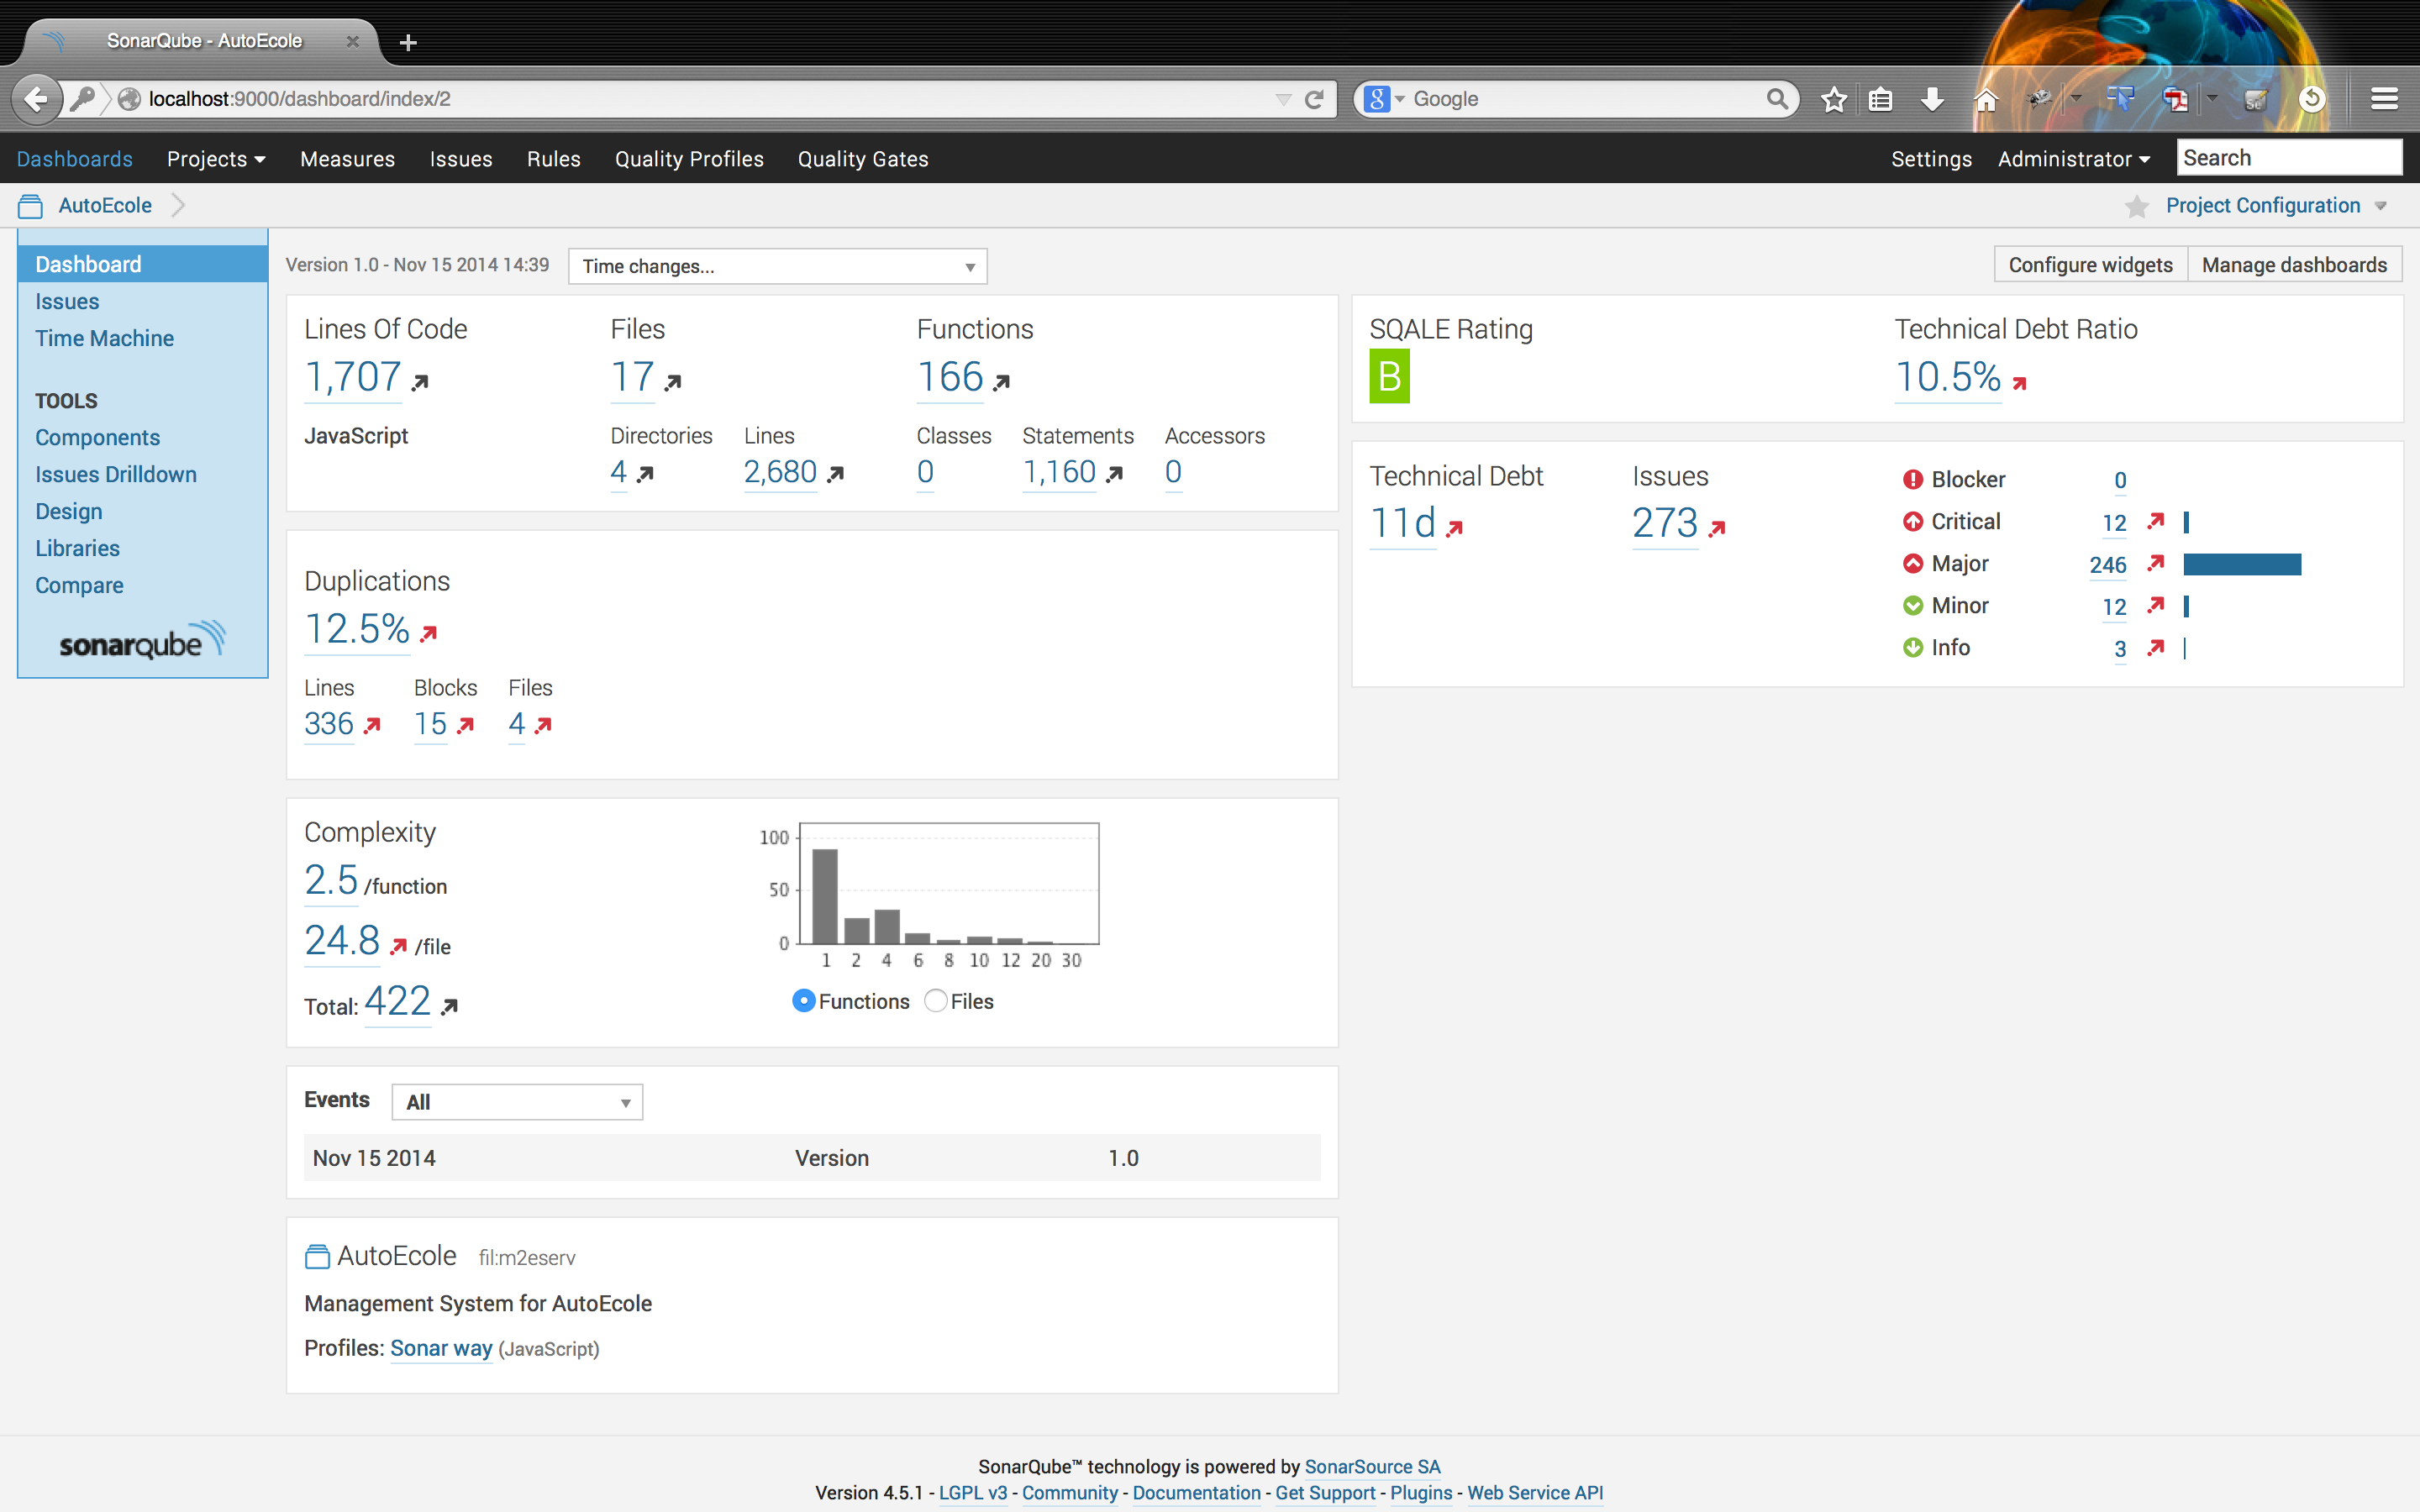 SonarQube - AutoEcole
localhost:9000/dashboard/index/2
Google
Dashboards Projects Measures Issues Rules Quality Profiles Quality Gates Settings Administrator Search
AutoEcole Project Configuration
Dashboard
Issues
Time Machine
TOOLS
Components
Issues Drilldown
Design
Libraries
Compare
sonarqube
Version 1.0 - Nov 15 2014 14:39 Time changes... Configure widgets Manage dashboards
Lines Of Code Files Functions
1,707 17 166
JavaScript Directories Lines Classes Statements Accessors
4 2,680 0 1,160 0
Duplications
12.5%
Lines Blocks Files
336 15 4
Complexity
2.5 /function
24.8 /file
Total: 422
100
50
0
1 2 4 6 8 10 12 20 30
Functions Files
Events All
Nov 15 2014 Version 1.0
AutoEcole fil:m2eserv
Management System for AutoEcole
Profiles: Sonar way (JavaScript)
SQALE Rating Technical Debt Ratio
B 10.5%
Technical Debt Issues
11d 273
Blocker 0
Critical 12
Major 246
Minor 12
Info 3
SonarQube™ technology is powered by SonarSource SA
Version 4.5.1 - LGPL v3 - Community - Documentation - Get Support - Plugins - Web Service API